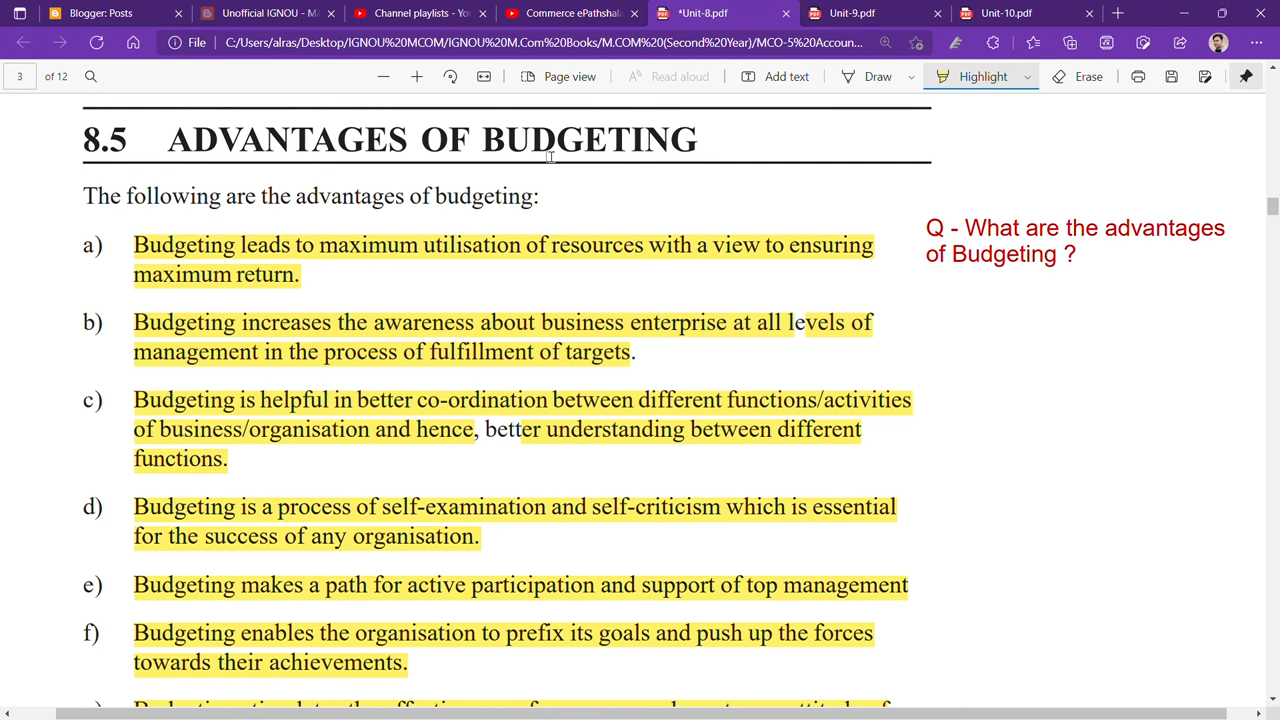 Blogger: Posts
Unofficial IGNOU - M
Channel playlists - Yo
Commerce ePathshala
*Unit-8.pdf
Unit-9.pdf
Unit-10.pdf
File
C:/Users/alras/Desktop/IGNOU%20MCOM/IGNOU%20M.Com%20Books/M.COM%20(Second%20Year)/MCO-5%20Accoun...
3 of 12
Page view
Read aloud
Add text
Draw
Highlight
Erase
8.5 ADVANTAGES OF BUDGETING
The following are the advantages of budgeting:
Q - What are the advantages
of Budgeting ?
a) Budgeting leads to maximum utilisation of resources with a view to ensuring
maximum return.
b) Budgeting increases the awareness about business enterprise at all levels of
management in the process of fulfillment of targets.
c) Budgeting is helpful in better co-ordination between different functions/activities
of business/organisation and hence, better understanding between different
functions.
d) Budgeting is a process of self-examination and self-criticism which is essential
for the success of any organisation.
e) Budgeting makes a path for active participation and support of top management
f) Budgeting enables the organisation to prefix its goals and push up the forces
towards their achievements.